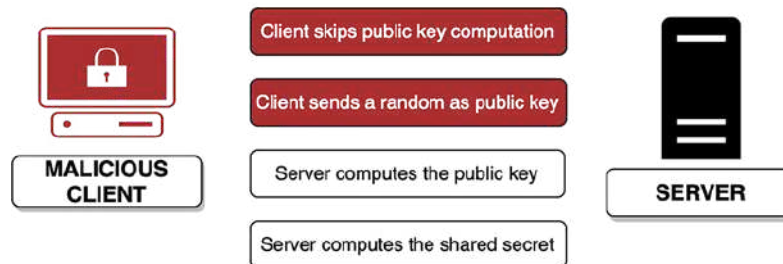 Client skips public key computation
Client sends a random as public key
MALICIOUS
CLIENT
Server computes the public key
SERVER
Server computes the shared secret